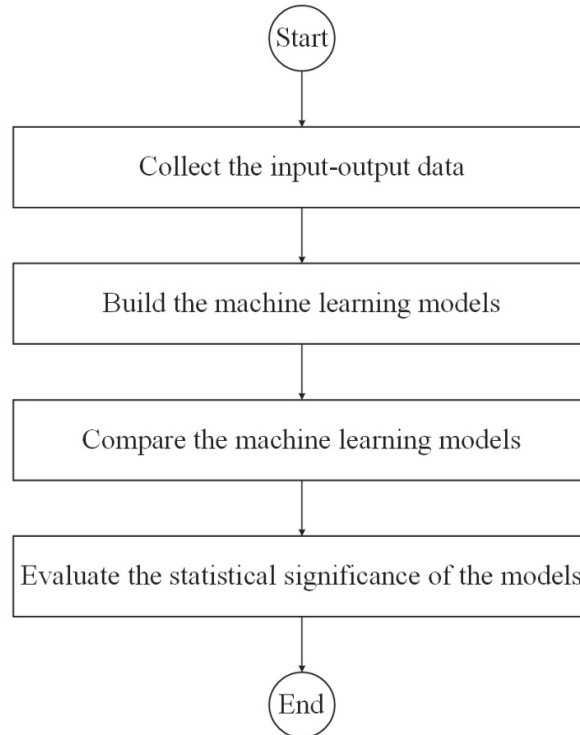 Start
Collect the input-output data
Build the machine learning models
Compare the machine learning models
Evaluate the statistical significance of the models
End